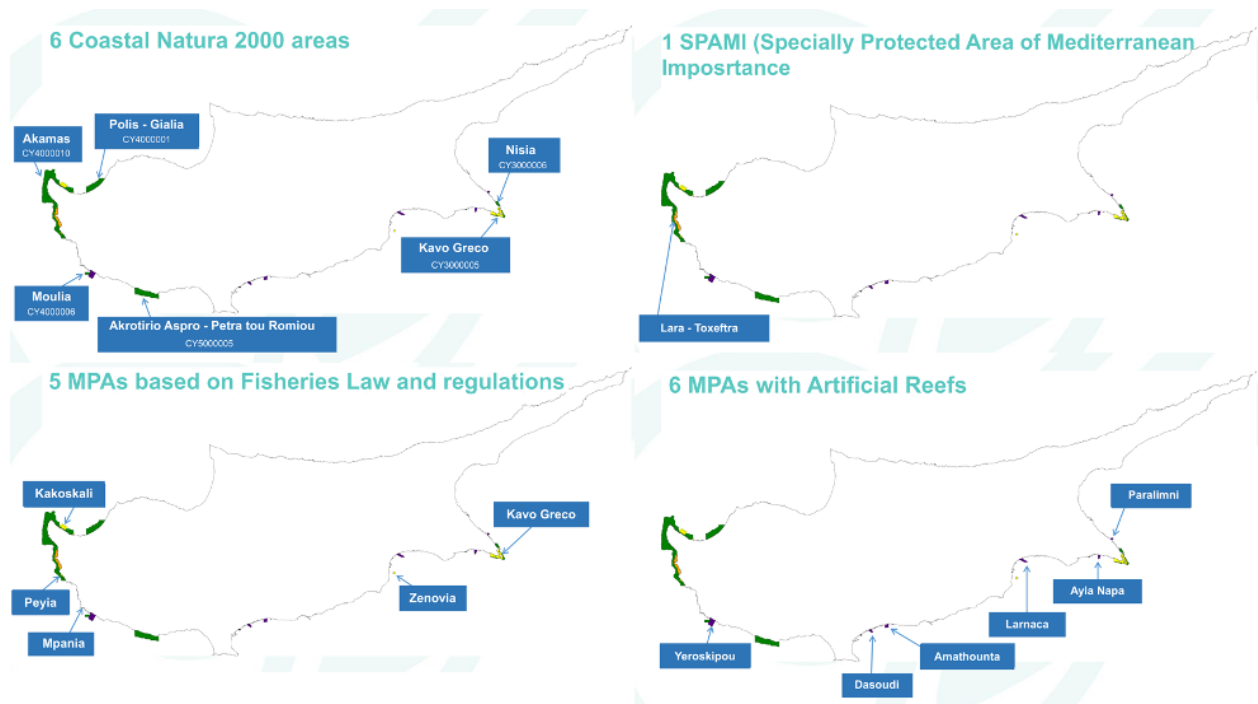 6 Coastal Natura 2000 areas
Polis - Gialia
CY4000001
Akamas
CY4000010
Nisia
CY3000006
Kavo Greco
CY3000005
Moulia
CY4000006
Akrotirio Aspro - Petra tou Romiou
CY5000005
1 SPAMI (Specially Protected Area of Mediterranean
Imposrtance
Lara - Toxeftra
5 MPAs based on Fisheries Law and regulations
Kakoskali
Kavo Greco
Peyia
Zenovia
Mpania
6 MPAs with Artificial Reefs
Paralimni
Ayia Napa
Larnaca
Yeroskipou
Amathounta
Dasoudi